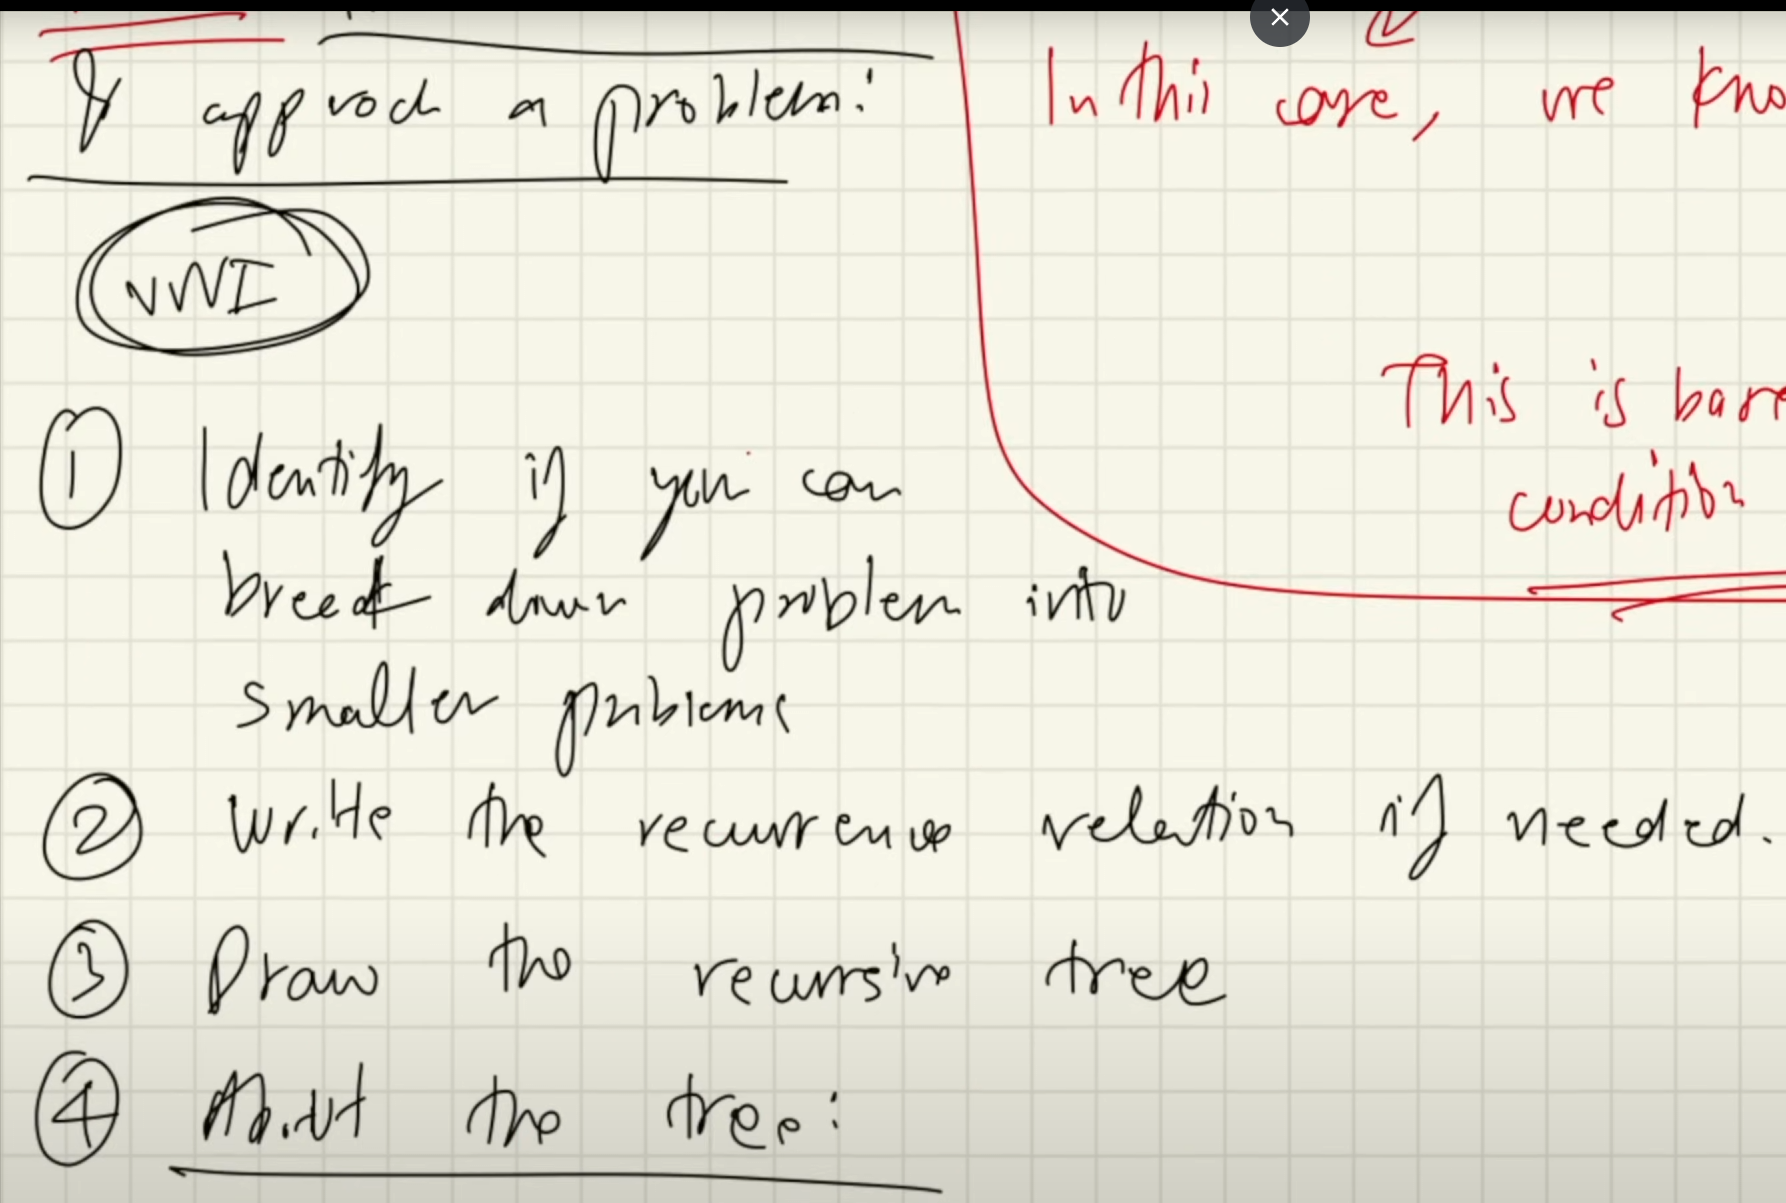 & approach a problem:
VVVI
① Identify if you can
break down problem into
smaller problems
② Write the recurrence relation if needed.
③ Draw the recursive tree
④ About the tree:
In this case, we kno
This is base
condition